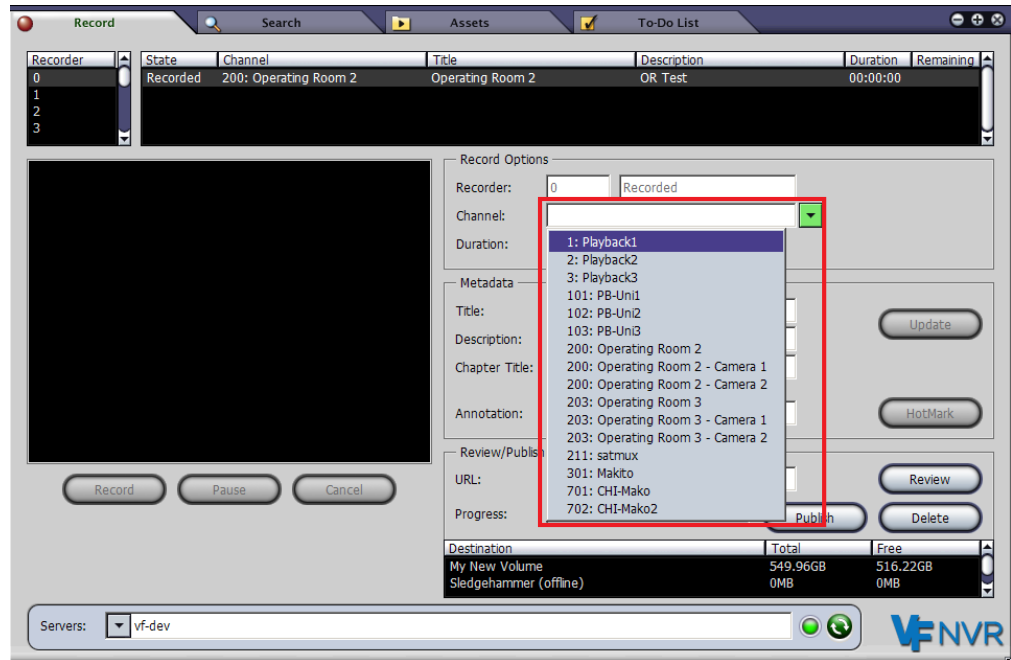 Record Search Assets To-Do List
Recorder State Channel Title Description Duration Remaining
0 Recorded 200: Operating Room 2 Operating Room 2 OR Test 00:00:00
1
2
3
Record Options
Recorder: 0 Recorded
Channel:
Duration:
1: Playback1
2: Playback2
3: Playback3
101: PB-Uni1
102: PB-Uni2
103: PB-Uni3
200: Operating Room 2
200: Operating Room 2 - Camera 1
200: Operating Room 2 - Camera 2
203: Operating Room 3
203: Operating Room 3 - Camera 1
203: Operating Room 3 - Camera 2
211: satmux
301: Makito
701: CHI-Mako
702: CHI-Mako2
Metadata
Title:
Description:
Chapter Title:
Annotation:
Update
HotMark
Review/Publish
URL:
Review
Progress:
Publish Delete
Record Pause Cancel
Destination Total Free
My New Volume 549.96GB 516.22GB
Sledgehammer (offline) 0MB 0MB
Servers: vf-dev
VF NVR